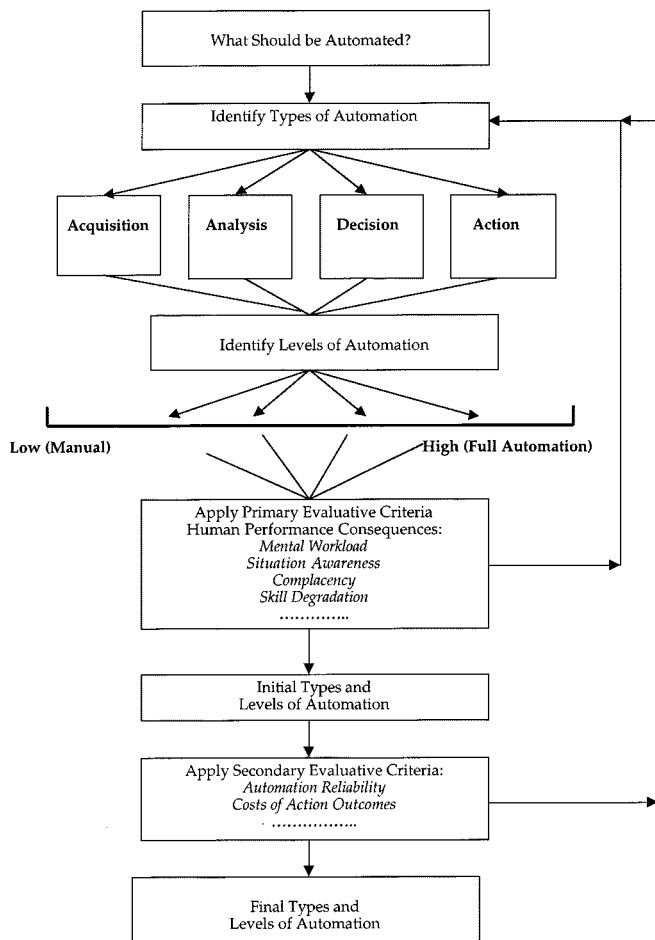 What Should be Automated?
Identify Types of Automation
Acquisition
Analysis
Decision
Action
Identify Levels of Automation
Low (Manual)
High (Full Automation)
Apply Primary Evaluative Criteria
Human Performance Consequences:
Mental Workload
Situation Awareness
Complacency
Skill Degradation
..............
Initial Types and
Levels of Automation
Apply Secondary Evaluative Criteria:
Automation Reliability
Costs of Action Outcomes
.................
Final Types and
Levels of Automation